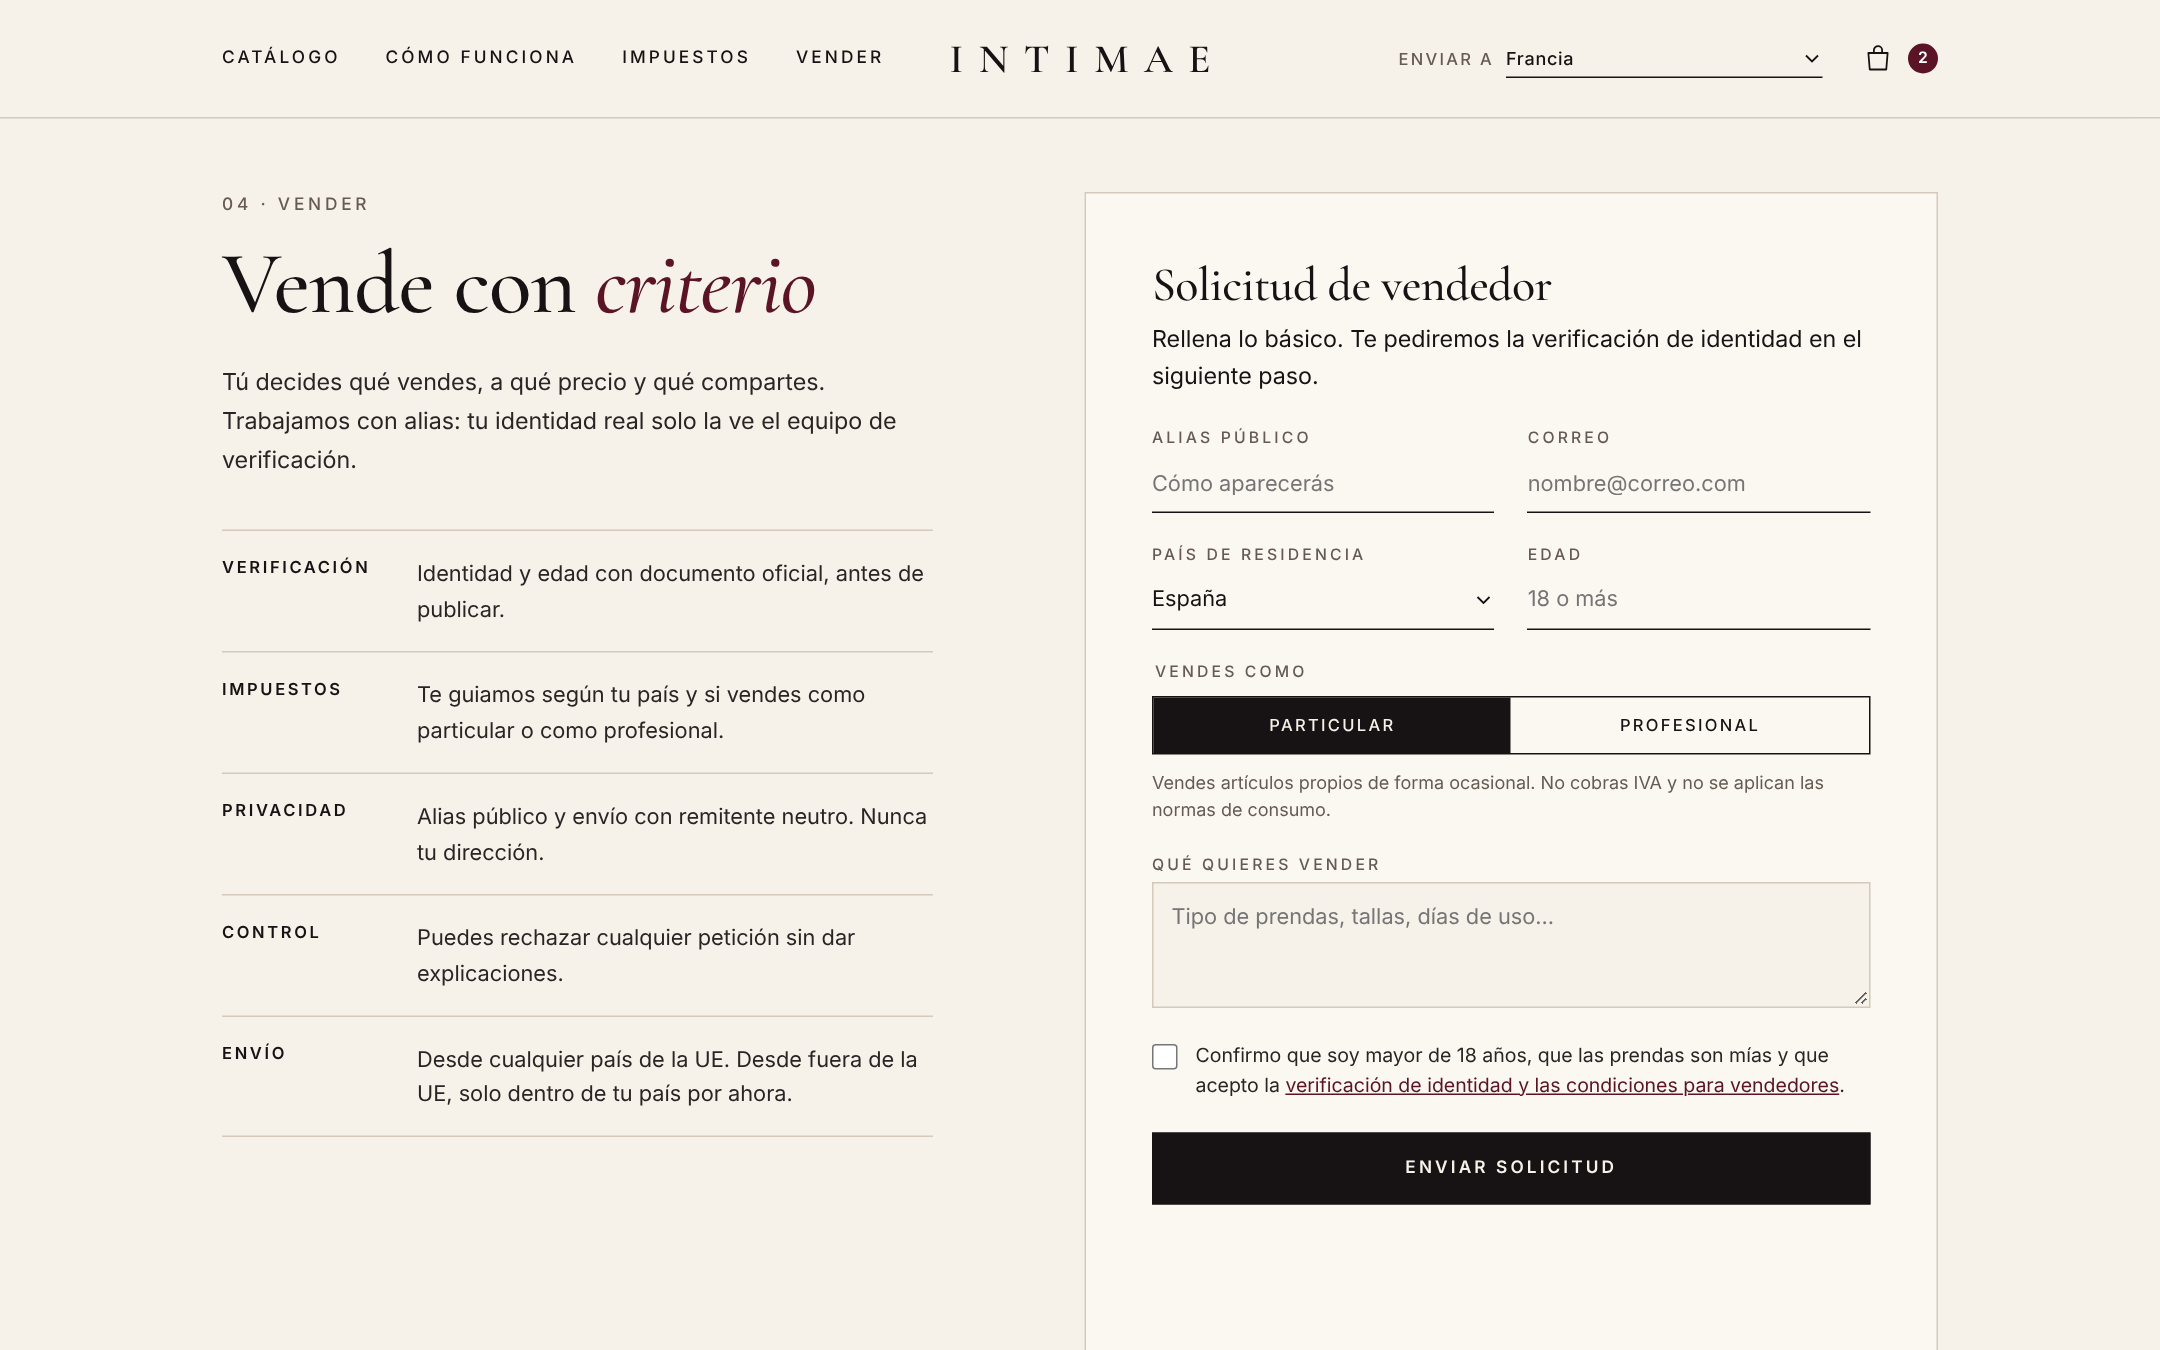 CATÁLOGO CÓMO FUNCIONA IMPUESTOS VENDER INTIMAE ENVIAR A Francia 2
04 · VENDER
Vende con criterio
Tú decides qué vendes, a qué precio y qué compartes.
Trabajamos con alias: tu identidad real solo la ve el equipo de
verificación.
VERIFICACIÓN
Identidad y edad con documento oficial, antes de
publicar.
IMPUESTOS
Te guiamos según tu país y si vendes como
particular o como profesional.
PRIVACIDAD
Alias público y envío con remitente neutro. Nunca
tu dirección.
CONTROL
Puedes rechazar cualquier petición sin dar
explicaciones.
ENVÍO
Desde cualquier país de la UE. Desde fuera de la
UE, solo dentro de tu país por ahora.
Solicitud de vendedor
Rellena lo básico. Te pediremos la verificación de identidad en el
siguiente paso.
ALIAS PÚBLICO CORREO
Cómo aparecerás nombre@correo.com
PAÍS DE RESIDENCIA EDAD
España 18 o más
VENDES COMO
PARTICULAR PROFESIONAL
Vendes artículos propios de forma ocasional. No cobras IVA y no se aplican las
normas de consumo.
QUÉ QUIERES VENDER
Tipo de prendas, tallas, días de uso…
Confirmo que soy mayor de 18 años, que las prendas son mías y que
acepto la verificación de identidad y las condiciones para vendedores.
ENVIAR SOLICITUD